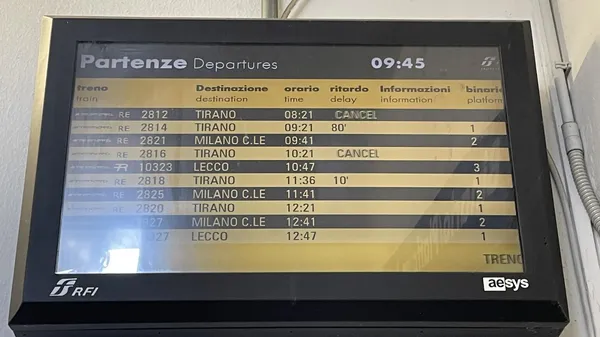 Partenze Departures 09:45
treno Destinazione orario ritardo Informazioni binario
train destination time delay information platform
RE 2812 TIRANO 08:21 CANCEL
RE 2814 TIRANO 09:21 80' 1
RE 2821 MILANO C.LE 09:41 2
RE 2816 TIRANO 10:21 CANCEL
R 10323 LECCO 10:47 3
RE 2818 TIRANO 11:36 10' 1
RE 2825 MILANO C.LE 11:41 2
RE 2820 TIRANO 12:21 1
MILANO C.LE 12:41 2
LECCO 12:47 1
TRENO
RFI aesys